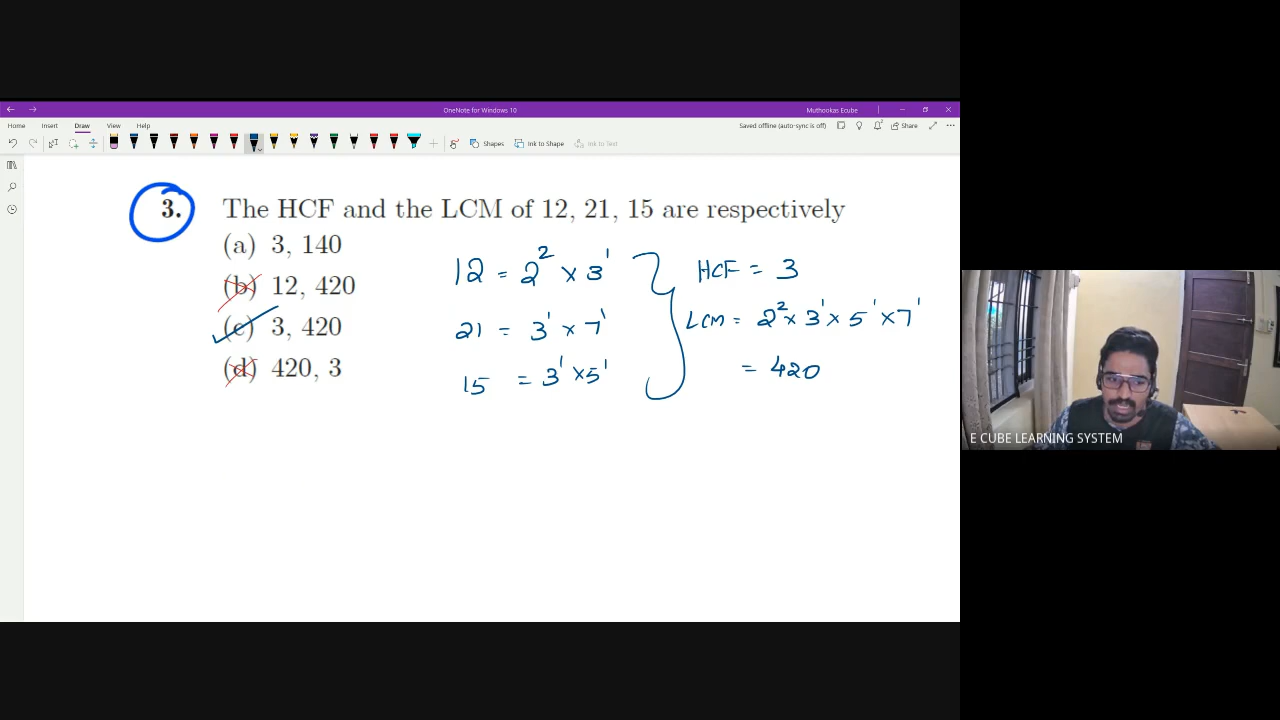 OneNote for Windows 10
Muthookas Ecube
Home Insert Draw View Help
Saved offline (auto-sync is off)
Share
Shapes
Ink to Shape
Ink to Text
3. The HCF and the LCM of 12, 21, 15 are respectively
(a) 3, 140
(b) 12, 420
(c) 3, 420
(d) 420, 3
12 = 2² × 3¹
21 = 3¹ × 7¹
15 = 3¹ × 5¹
HCF = 3
LCM = 2² × 3¹ × 5¹ × 7¹
= 420
E CUBE LEARNING SYSTEM